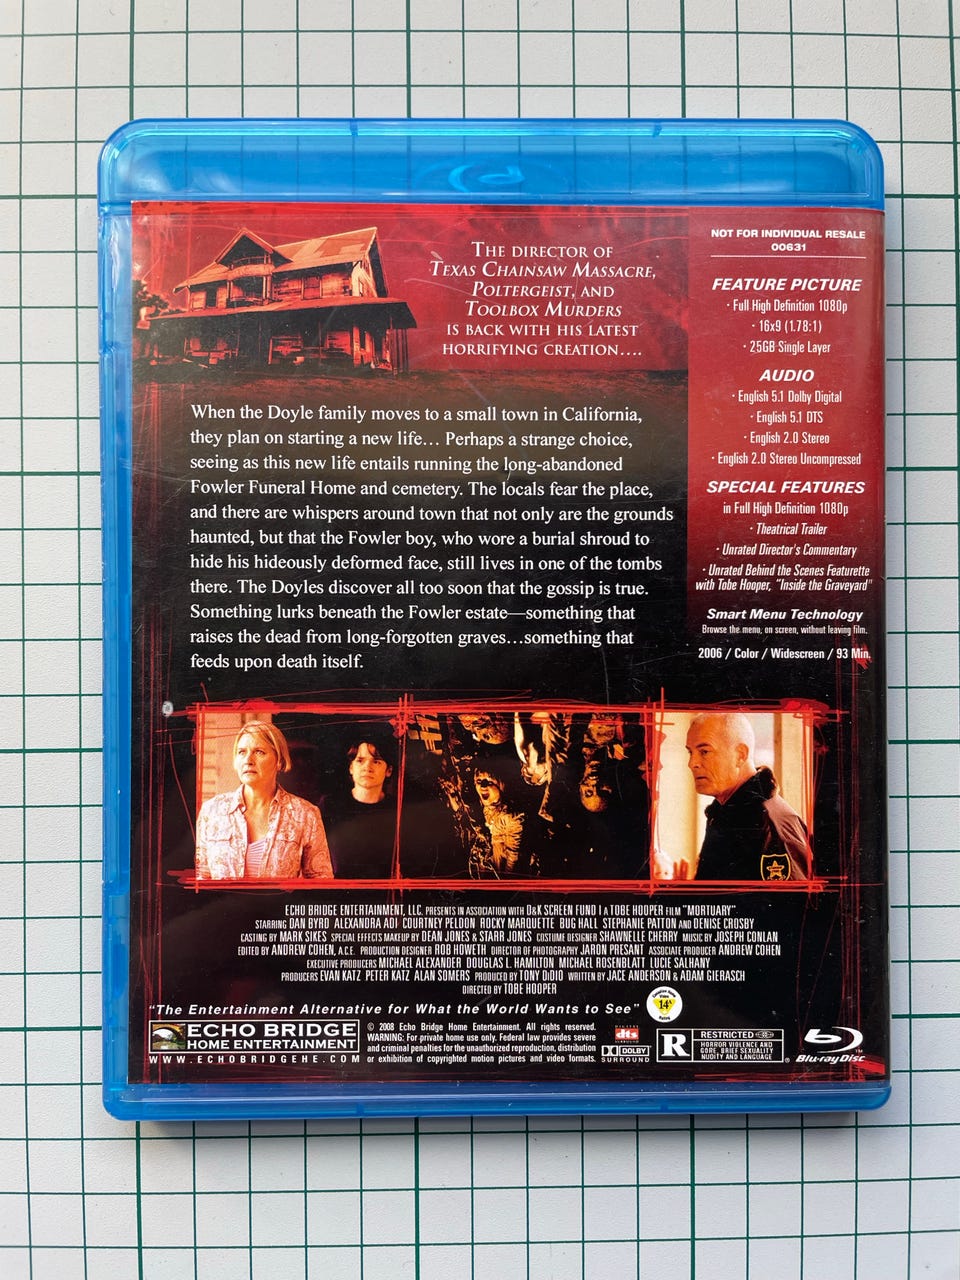 THE DIRECTOR OF
TEXAS CHAINSAW MASSACRE,
POLTERGEIST, AND
TOOLBOX MURDERS
IS BACK WITH HIS LATEST
HORRIFYING CREATION....
When the Doyle family moves to a small town in California,
they plan on starting a new life... Perhaps a strange choice,
seeing as this new life entails running the long-abandoned
Fowler Funeral Home and cemetery. The locals fear the place,
and there are whispers around town that not only are the grounds
haunted, but that the Fowler boy, who wore a burial shroud to
hide his hideously deformed face, still lives in one of the tombs
there. The Doyles discover all too soon that the gossip is true.
Something lurks beneath the Fowler estate—something that
raises the dead from long-forgotten graves...something that
feeds upon death itself.
NOT FOR INDIVIDUAL RESALE
00631
FEATURE PICTURE
· Full High Definition 1080p
· 16x9 (1.78:1)
· 25GB Single Layer
AUDIO
· English 5.1 Dolby Digital
· English 5.1 DTS
· English 2.0 Stereo
· English 2.0 Stereo Uncompressed
SPECIAL FEATURES
in Full High Definition 1080p
· Theatrical Trailer
· Unrated Director's Commentary
· Unrated Behind the Scenes Featurette
with Tobe Hooper, "Inside the Graveyard"
Smart Menu Technology
Browse the menu, on screen, without leaving film.
2006 / Color / Widescreen / 93 Min.
ECHO BRIDGE ENTERTAINMENT, LLC. PRESENTS IN ASSOCIATION WITH D&K SCREEN FUND I A TOBE HOOPER FILM "MORTUARY"
STARRING DAN BYRD ALEXANDRA ADI COURTNEY PELDON ROCKY MARQUETTE BUG HALL STEPHANIE PATTON AND DENISE CROSBY
CASTING BY MARK SIKES SPECIAL EFFECTS MAKEUP BY DEAN JONES & STARR JONES COSTUME DESIGNER SHAWNELLE CHERRY MUSIC BY JOSEPH CONLAN
EDITED BY ANDREW COHEN, A.C.E. PRODUCTION DESIGNER ROB HOWETH DIRECTOR OF PHOTOGRAPHY JARON PRESANT ASSOCIATE PRODUCER ANDREW COHEN
EXECUTIVE PRODUCERS MICHAEL ALEXANDER DOUGLAS L. HAMILTON MICHAEL ROSENBLATT LUCIE SALHANY
PRODUCERS EVAN KATZ PETER KATZ ALAN SOMERS PRODUCED BY TONY DiDIO WRITTEN BY JACE ANDERSON & ADAM GIERASCH
DIRECTED BY TOBE HOOPER
"The Entertainment Alternative for What the World Wants to See"
14
ECHO BRIDGE
HOME ENTERTAINMENT
WWW.ECHOBRIDGEHE.COM
© 2008 Echo Bridge Home Entertainment. All rights reserved.
WARNING: For private home use only. Federal law provides severe
and criminal penalties for the unauthorized reproduction, distribution
or exhibition of copyrighted motion pictures and video formats.
DIGITAL
dts
SURROUND
DOLBY
SURROUND
R
RESTRICTED
HORROR VIOLENCE AND
GORE, BRIEF SEXUALITY
NUDITY AND LANGUAGE
Blu-ray Disc